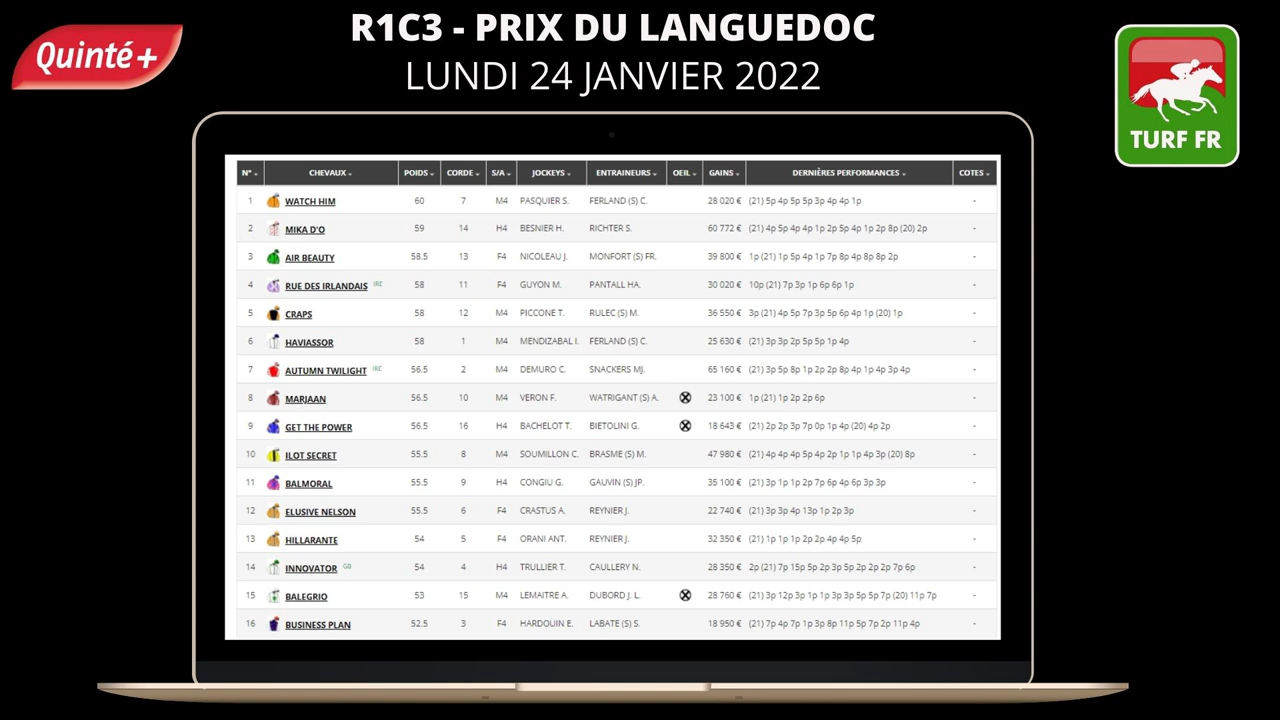 R1C3 - PRIX DU LANGUEDOC
Quinté+
LUNDI 24 JANVIER 2022
TURF FR
N° CHEVAUX POIDS CORDE S/A JOCKEYS ENTRAINEURS OEIL GAINS DERNIÈRES PERFORMANCES COTES
1 WATCH HIM 60 7 M4 PASQUIER S. FERLAND (S) C. 28 020 € (21) 5p 4p 5p 5p 3p 4p 4p 1p -
2 MIKA D'O 59 14 H4 BESNIER H. RICHTER S. 60 772 € (21) 4p 5p 4p 4p 1p 2p 5p 4p 1p 2p 8p (20) 2p -
3 AIR BEAUTY 58.5 13 F4 NICOLEAU J. MONFORT (S) FR. 39 800 € 1p (21) 1p 5p 4p 1p 7p 8p 4p 8p 8p 2p -
4 RUE DES IRLANDAIS IRE 58 11 F4 GUYON M. PANTALL HA. 30 020 € 10p (21) 7p 3p 1p 6p 6p 1p -
5 CRAPS 58 12 M4 PICCONE T. RULEC (S) M. 36 550 € 3p (21) 4p 5p 7p 3p 5p 6p 4p 1p (20) 1p -
6 HAVIASSOR 58 1 M4 MENDIZABAL I. FERLAND (S) C. 25 630 € (21) 3p 3p 2p 5p 5p 1p 4p -
7 AUTUMN TWILIGHT IRE 56.5 2 M4 DEMURO C. SNACKERS MJ. 65 160 € (21) 3p 5p 8p 1p 2p 2p 8p 4p 1p 4p 3p 4p -
8 MARJAAN 56.5 10 M4 VERON F. WATRIGANT (S) A. 23 100 € 1p (21) 1p 2p 2p 6p -
9 GET THE POWER 56.5 16 H4 BACHELOT T. BIETOLINI G. 18 643 € (21) 2p 2p 3p 7p 0p 1p 4p (20) 4p 2p -
10 ILOT SECRET 55.5 8 M4 SOUMILLON C. BRASME (S) M. 47 980 € (21) 4p 4p 4p 5p 4p 2p 1p 1p 4p 3p (20) 8p -
11 BALMORAL 55.5 9 H4 CONGIU G. GAUVIN (S) JP. 35 100 € (21) 3p 1p 1p 2p 7p 6p 4p 6p 3p 3p -
12 ELUSIVE NELSON 55.5 6 F4 CRASTUS A. REYNIER J. 22 740 € (21) 3p 3p 4p 13p 1p 2p 3p -
13 HILLARANTE 54 5 F4 ORANI ANT. REYNIER J. 32 350 € (21) 1p 1p 1p 2p 2p 4p 4p 5p -
14 INNOVATOR GB 54 4 H4 TRULLIER T. CAULLERY N. 28 350 € 2p (21) 7p 15p 5p 2p 3p 5p 2p 2p 2p 7p 6p -
15 BALEGRIO 53 15 M4 LEMAITRE A. DUBORD J. L. 28 760 € (21) 3p 12p 3p 1p 1p 3p 3p 5p 5p 7p (20) 11p 7p -
16 BUSINESS PLAN 52.5 3 F4 HARDOUIN E. LABATE (S) S. 18 950 € (21) 7p 4p 7p 1p 3p 8p 11p 5p 7p 2p 11p 4p -